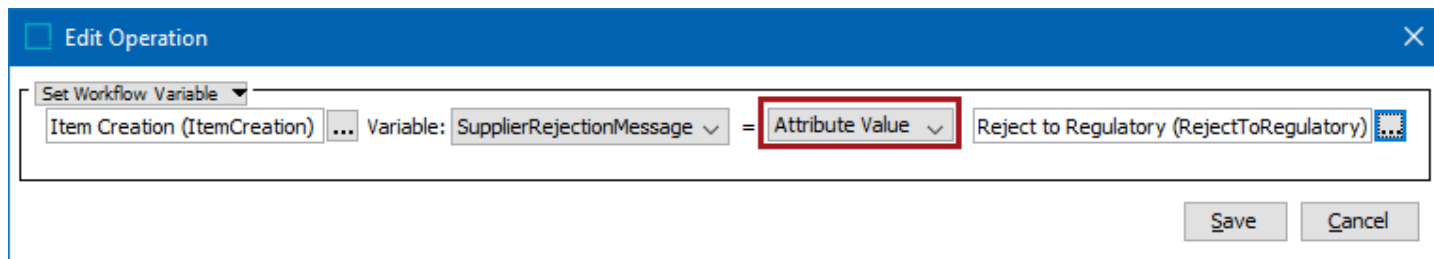 Edit Operation
Set Workflow Variable
Item Creation (ItemCreation) ... Variable: SupplierRejectionMessage = Attribute Value Reject to Regulatory (RejectToRegulatory) ...
Save Cancel